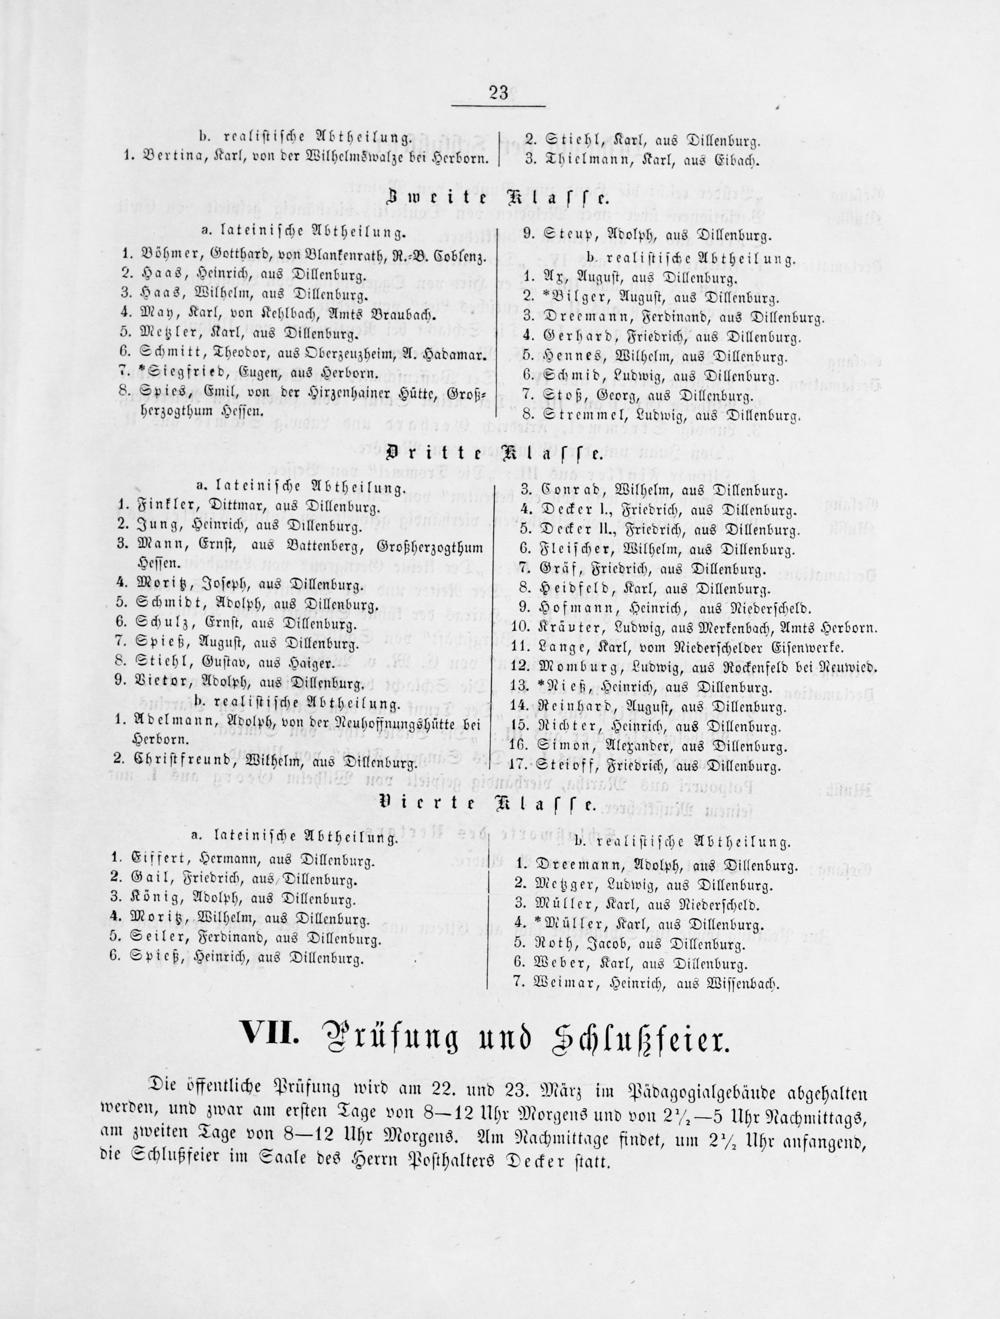 23
b. realistische Abtheilung.
1. Bertina, Karl, von der Wilhelmswalze bei Herborn.
2. Stiehl, Karl, aus Dillenburg.
3. Thielmann, Karl, aus Eibach.
Zweite Klasse.
a. lateinische Abtheilung.
1. Böhmer, Gotthard, von Blankenrath, R.-B. Coblenz.
2. Haas, Heinrich, aus Dillenburg.
3. Haas, Wilhelm, aus Dillenburg.
4. May, Karl, von Kehlbach, Amts Braubach.
5. Metzler, Karl, aus Dillenburg.
6. Schmitt, Theodor, aus Oberzeuzheim, A. Hadamar.
7. *Siegfried, Eugen, aus Herborn.
8. Spies, Emil, von der Hirzenhainer Hütte, Groß-
herzogthum Hessen.
9. Steup, Adolph, aus Dillenburg.
b. realistische Abtheilung.
1. Ax, August, aus Dillenburg.
2. *Bilger, August, aus Dillenburg.
3. Dreemann, Ferdinand, aus Dillenburg.
4. Gerhard, Friedrich, aus Dillenburg.
5. Hennes, Wilhelm, aus Dillenburg.
6. Schmid, Ludwig, aus Dillenburg.
7. Stoß, Georg, aus Dillenburg.
8. Stremmel, Ludwig, aus Dillenburg.
Dritte Klasse.
a. lateinische Abtheilung.
1. Finkler, Dittmar, aus Dillenburg.
2. Jung, Heinrich, aus Dillenburg.
3. Mann, Ernst, aus Battenberg, Großherzogthum
Hessen.
4. Moritz, Joseph, aus Dillenburg.
5. Schmidt, Adolph, aus Dillenburg.
6. Schulz, Ernst, aus Dillenburg.
7. Spieß, August, aus Dillenburg.
8. Stiehl, Gustav, aus Haiger.
9. Vietor, Adolph, aus Dillenburg.
b. realistische Abtheilung.
1. Adelmann, Adolph, von der Neuhoffnungshütte bei
Herborn.
2. Christfreund, Wilhelm, aus Dillenburg.
3. Conrad, Wilhelm, aus Dillenburg.
4. Decker I., Friedrich, aus Dillenburg.
5. Decker II., Friedrich, aus Dillenburg.
6. Fleischer, Wilhelm, aus Dillenburg.
7. Gräf, Friedrich, aus Dillenburg.
8. Heidfeld, Karl, aus Dillenburg.
9. Hofmann, Heinrich, aus Niederscheld.
10. Kräuter, Ludwig, aus Merkenbach, Amts Herborn.
11. Lange, Karl, vom Niederschelder Eisenwerke.
12. Momburg, Ludwig, aus Rockenfeld bei Neuwied.
13. *Nieß, Heinrich, aus Dillenburg.
14. Reinhard, August, aus Dillenburg.
15. Richter, Heinrich, aus Dillenburg.
16. Simon, Alexander, aus Dillenburg.
17. Steioff, Friedrich, aus Dillenburg.
Vierte Klasse.
a. lateinische Abtheilung.
1. Eiffert, Hermann, aus Dillenburg.
2. Gail, Friedrich, aus Dillenburg.
3. König, Adolph, aus Dillenburg.
4. Moritz, Wilhelm, aus Dillenburg.
5. Seiler, Ferdinand, aus Dillenburg.
6. Spieß, Heinrich, aus Dillenburg.
b. realistische Abtheilung.
1. Dreemann, Adolph, aus Dillenburg.
2. Metzger, Ludwig, aus Dillenburg.
3. Müller, Karl, aus Niederscheld.
4. *Müller, Karl, aus Dillenburg.
5. Roth, Jacob, aus Dillenburg.
6. Weber, Karl, aus Dillenburg.
7. Weimar, Heinrich, aus Wissenbach.
VII. Prüfung und Schlußfeier.
Die öffentliche Prüfung wird am 22. und 23. März im Pädagogialgebäude abgehalten
werden, und zwar am ersten Tage von 8—12 Uhr Morgens und von 2½—5 Uhr Nachmittags,
am zweiten Tage von 8—12 Uhr Morgens. Am Nachmittage findet, um 2½ Uhr anfangend,
die Schlußfeier im Saale des Herrn Posthalters Decker statt.